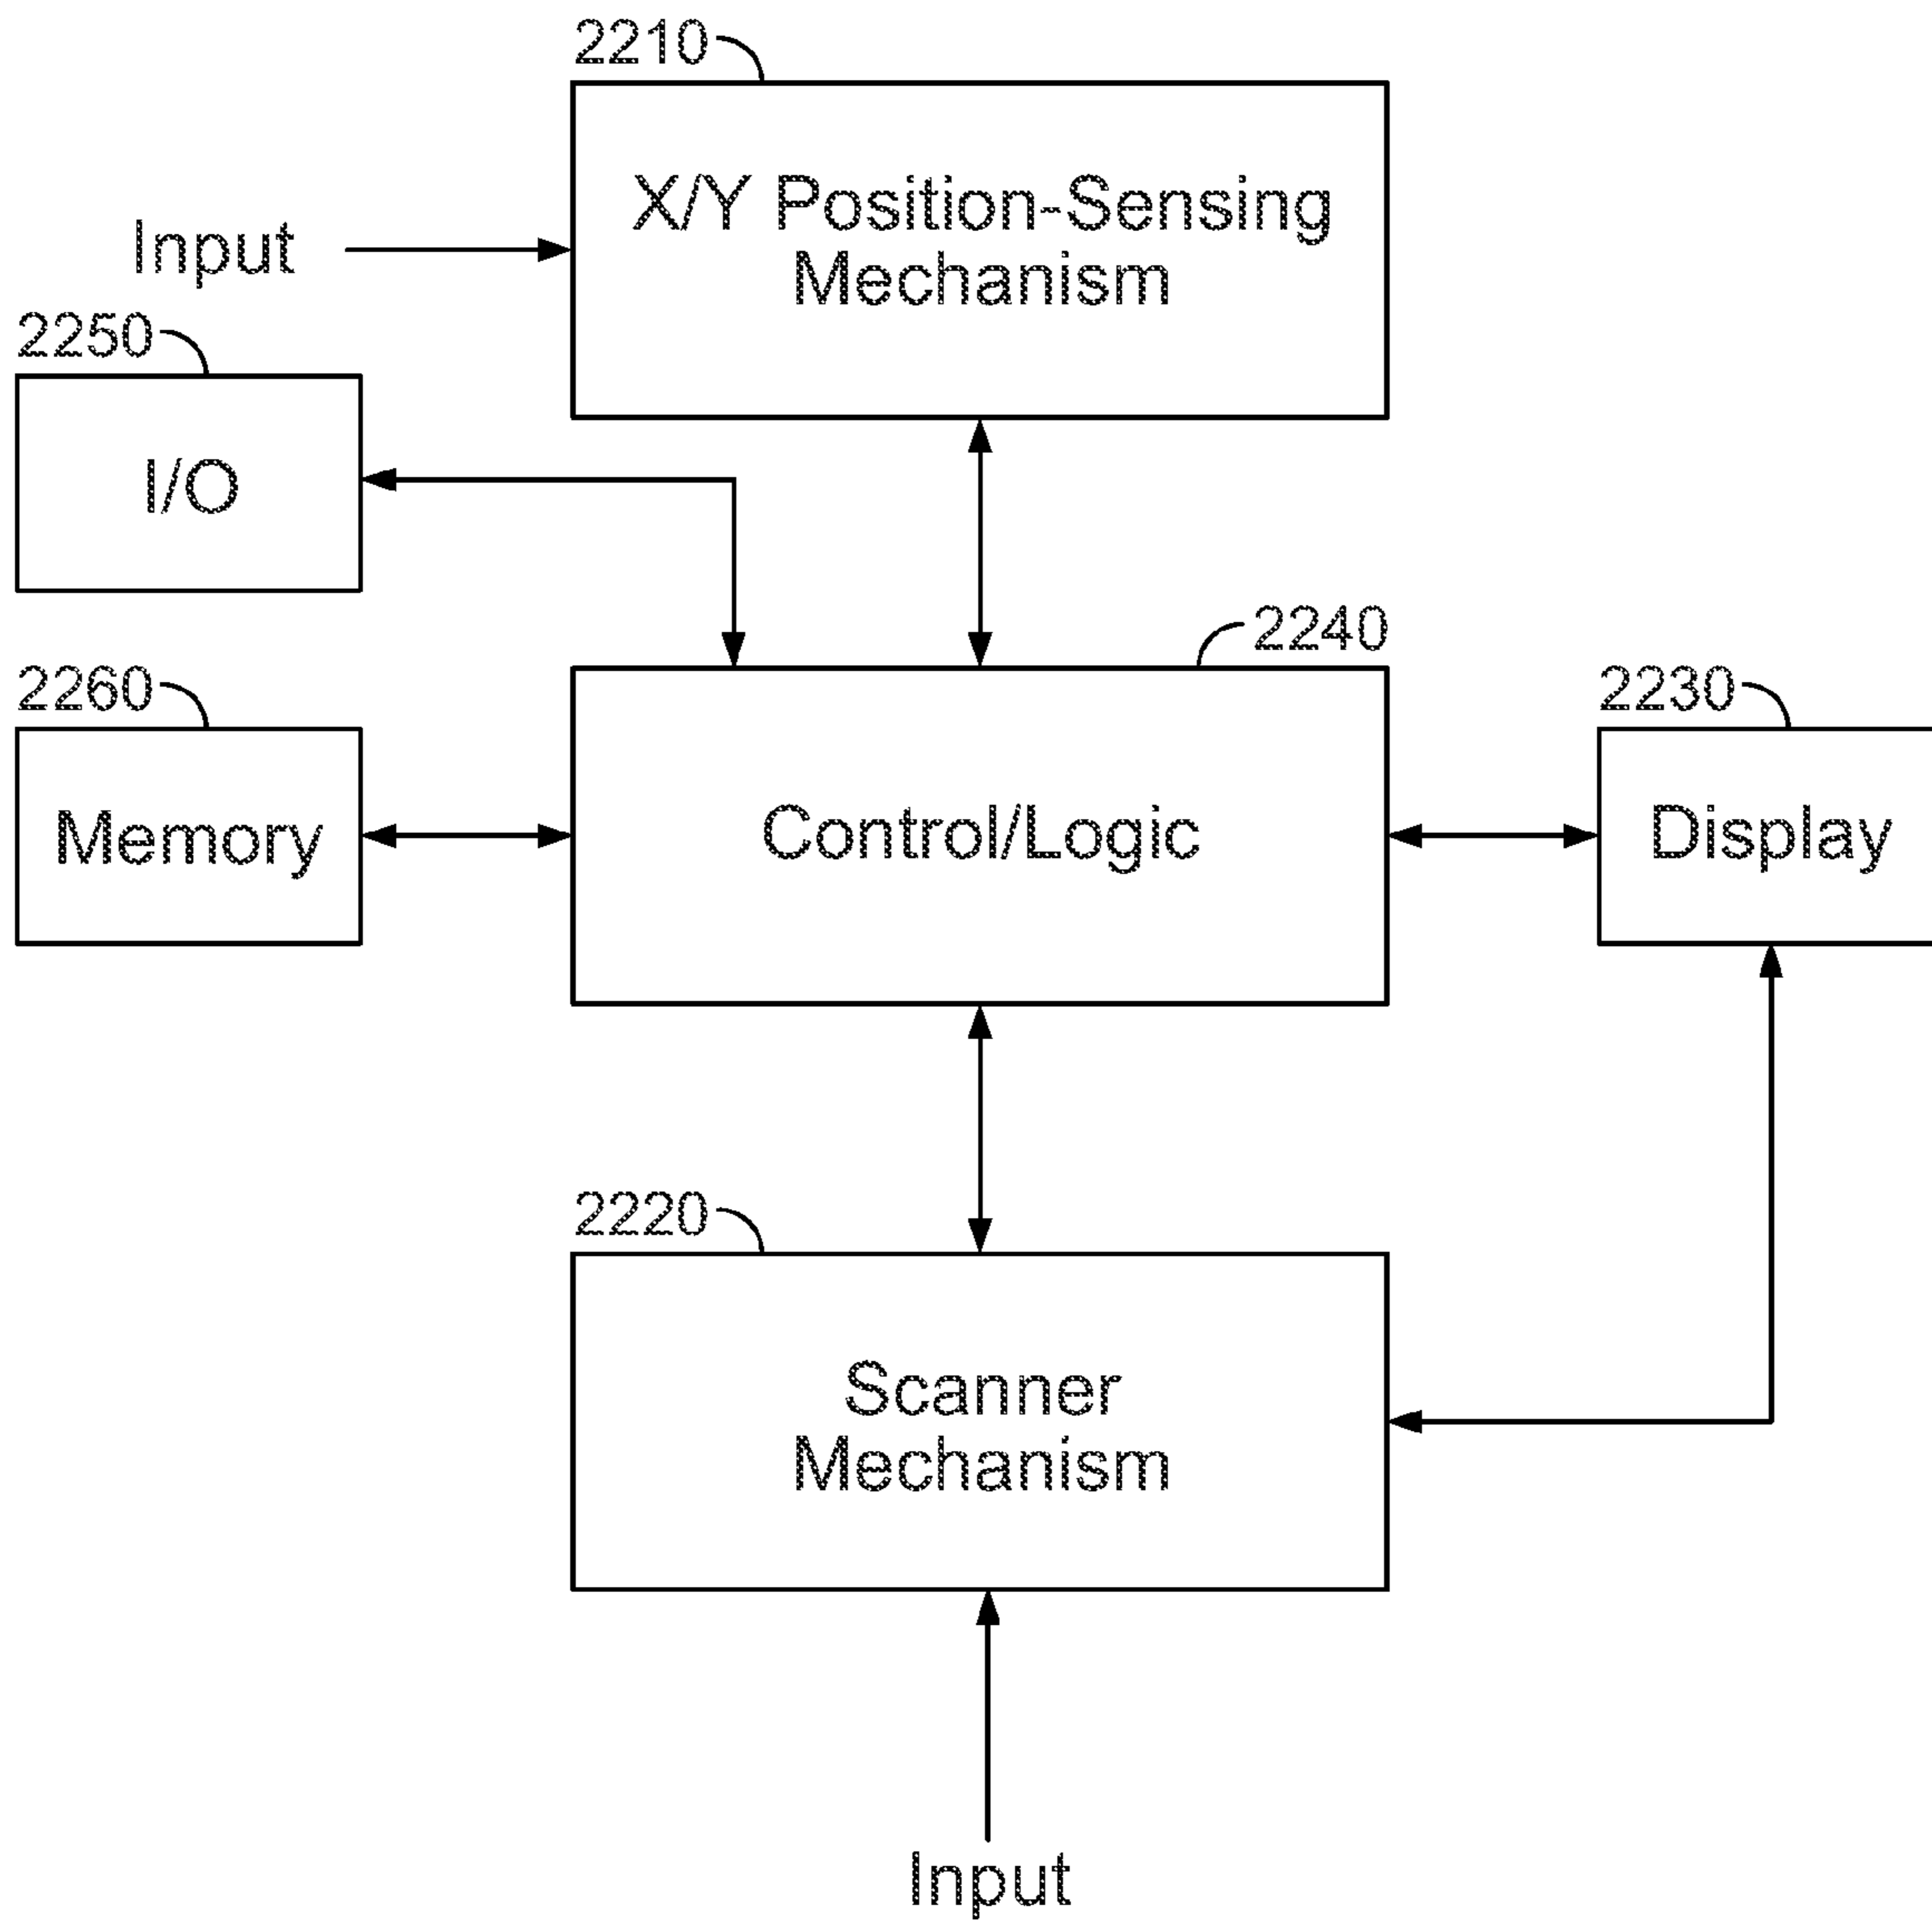 2210
X/Y Position-Sensing
Mechanism
Input
2250
I/O
2240
2260
Memory
Control/Logic
2230
Display
2220
Scanner
Mechanism
Input